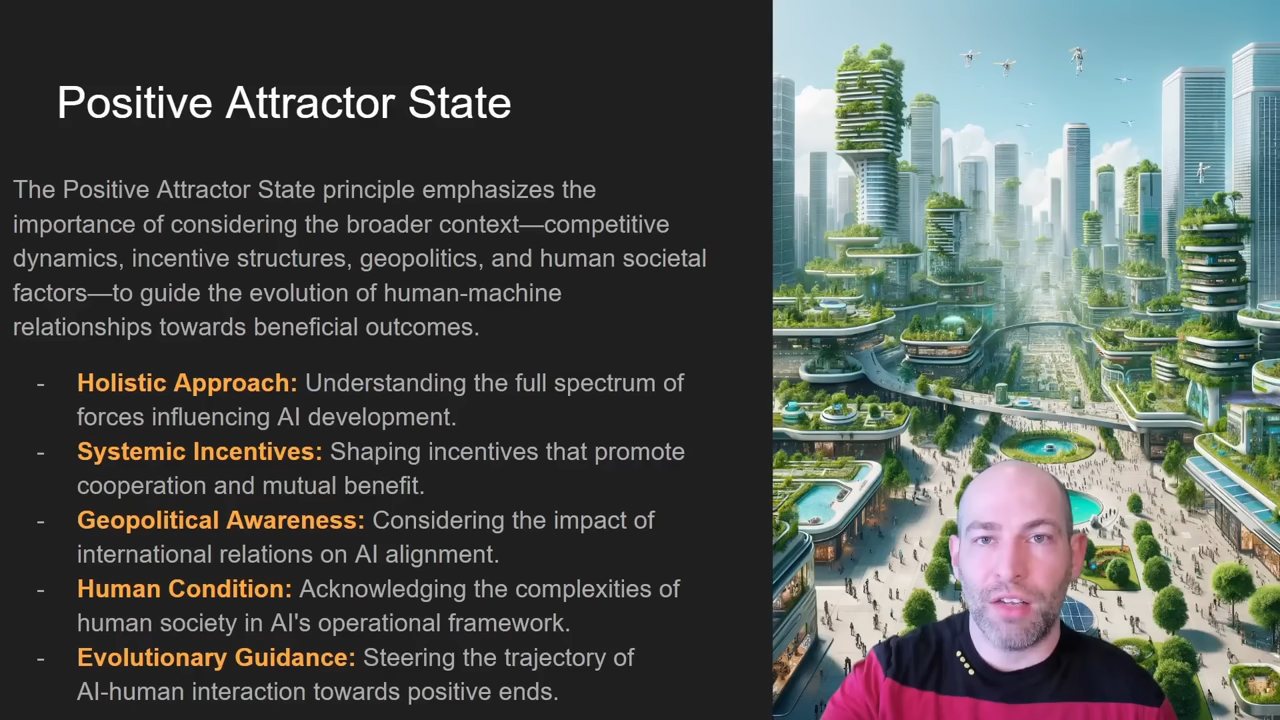 Positive Attractor State
The Positive Attractor State principle emphasizes the
importance of considering the broader context—competitive
dynamics, incentive structures, geopolitics, and human societal
factors—to guide the evolution of human-machine
relationships towards beneficial outcomes.
- Holistic Approach: Understanding the full spectrum of
forces influencing AI development.
- Systemic Incentives: Shaping incentives that promote
cooperation and mutual benefit.
- Geopolitical Awareness: Considering the impact of
international relations on AI alignment.
- Human Condition: Acknowledging the complexities of
human society in AI's operational framework.
- Evolutionary Guidance: Steering the trajectory of
AI-human interaction towards positive ends.